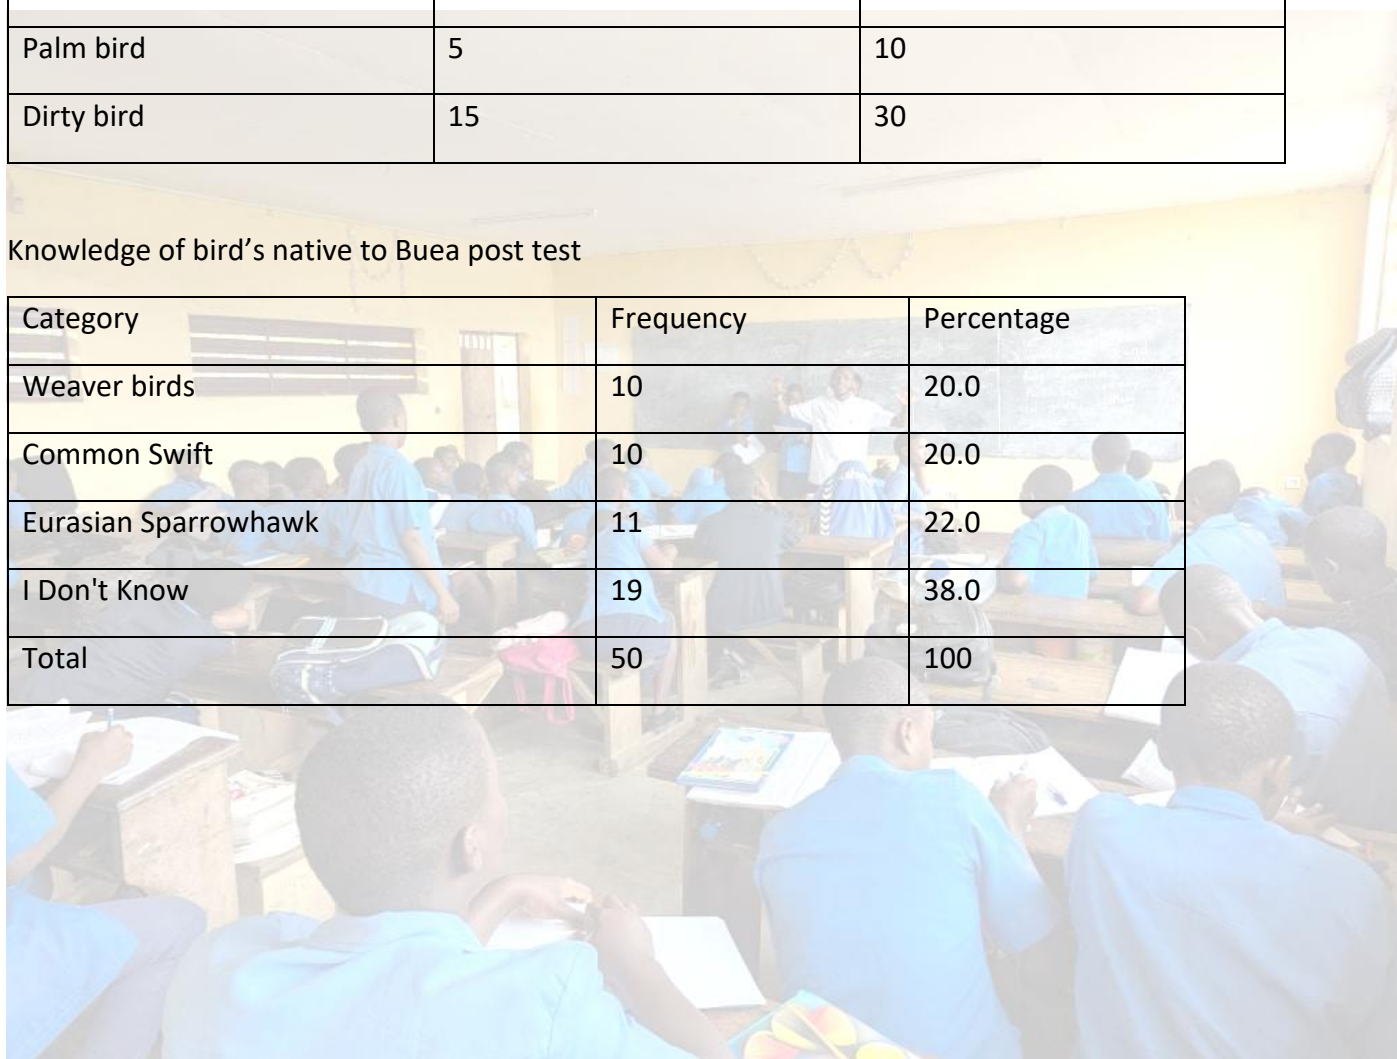 Palm bird 5 10
Dirty bird 15 30
Knowledge of bird’s native to Buea post test
Category Frequency Percentage
Weaver birds 10 20.0
Common Swift 10 20.0
Eurasian Sparrowhawk 11 22.0
I Don't Know 19 38.0
Total 50 100